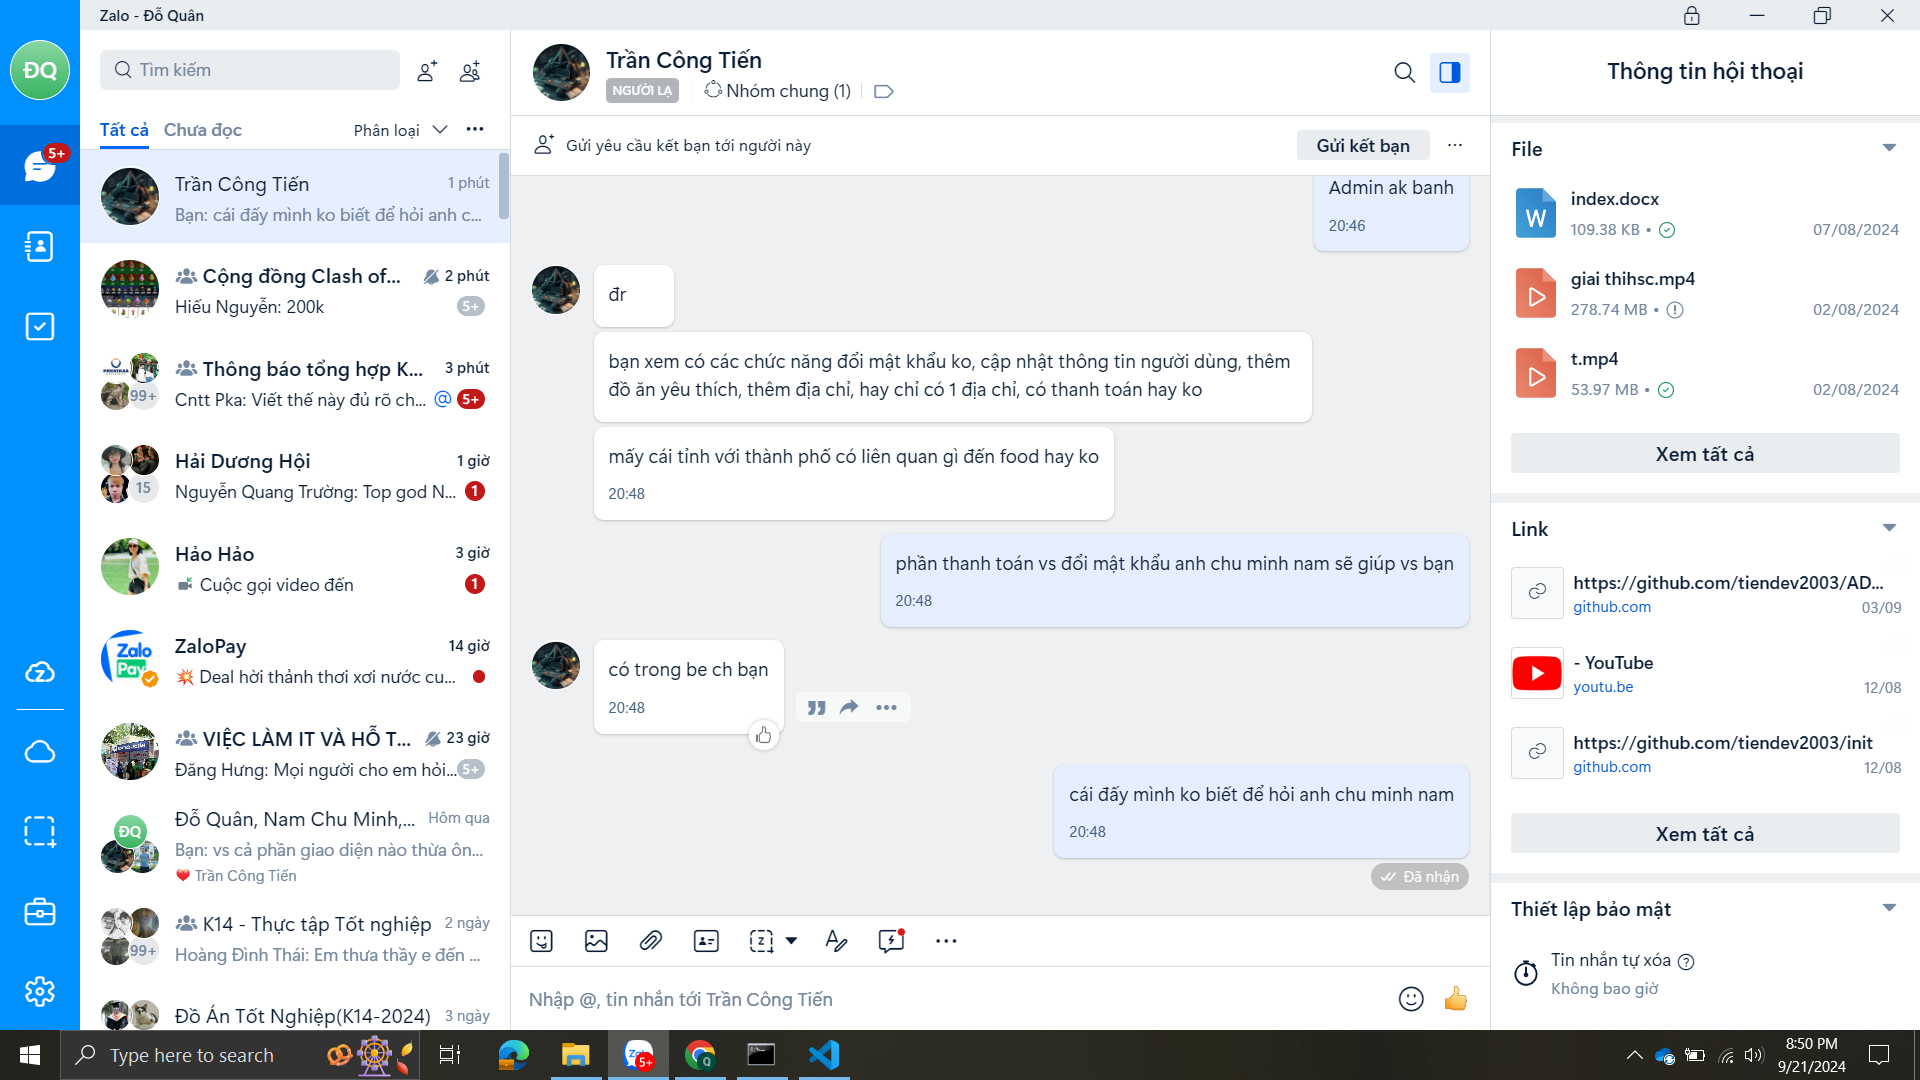 Zalo - Đỗ Quân
ĐQ
5+
Tìm kiếm
Tất cả
Chưa đọc
Phân loại
Trần Công Tiến
1 phút
Bạn: cái đấy mình ko biết để hỏi anh c...
Cộng đồng Clash of...
2 phút
Hiếu Nguyễn: 200k
5+
Thông báo tổng hợp K...
3 phút
99+
Cntt Pka: Viết thế này đủ rõ ch...
@
5+
Hải Dương Hội
1 giờ
15
Nguyễn Quang Trường: Top god N...
1
Hảo Hảo
3 giờ
Cuộc gọi video đến
1
Zalo
Pay
ZaloPay
14 giờ
Deal hời thảnh thơi xơi nước cu...
VIỆC LÀM IT VÀ HỖ T...
23 giờ
Đăng Hưng: Mọi người cho em hỏi...
5+
ĐQ
Đỗ Quân, Nam Chu Minh,...
Hôm qua
Bạn: vs cả phần giao diện nào thừa ôn...
Trần Công Tiến
K14 - Thực tập Tốt nghiệp
2 ngày
99+
Hoàng Đình Thái: Em thưa thầy e đến ...
Đồ Án Tốt Nghiệp(K14-2024)
3 ngày
Trần Công Tiến
NGƯỜI LẠ
Nhóm chung (1)
Gửi yêu cầu kết bạn tới người này
Gửi kết bạn
Admin ak banh
20:46
đr
bạn xem có các chức năng đổi mật khẩu ko, cập nhật thông tin người dùng, thêm
đồ ăn yêu thích, thêm địa chỉ, hay chỉ có 1 địa chỉ, có thanh toán hay ko
mấy cái tỉnh với thành phố có liên quan gì đến food hay ko
20:48
phần thanh toán vs đổi mật khẩu anh chu minh nam sẽ giúp vs bạn
20:48
có trong be ch bạn
20:48
cái đấy mình ko biết để hỏi anh chu minh nam
20:48
Đã nhận
Nhập @, tin nhắn tới Trần Công Tiến
Thông tin hội thoại
File
W
index.docx
109.38 KB
07/08/2024
giai thihsc.mp4
278.74 MB
02/08/2024
t.mp4
53.97 MB
02/08/2024
Xem tất cả
Link
https://github.com/tiendev2003/AD...
github.com
03/09
- YouTube
youtu.be
12/08
https://github.com/tiendev2003/init
github.com
12/08
Xem tất cả
Thiết lập bảo mật
Tin nhắn tự xóa
Không bao giờ
Type here to search
5+
Q
8:50 PM
9/21/2024